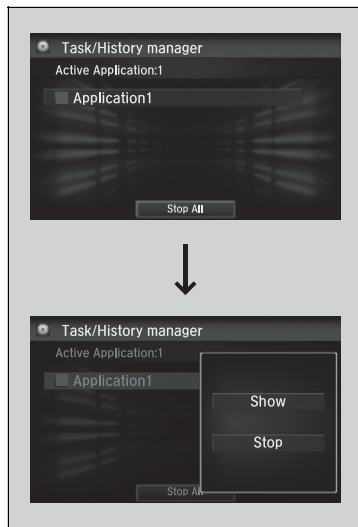 Task/History manager
Active Application:1
Application1
Stop All
Task/History manager
Active Application:1
Application1
Show
Stop
Stop All